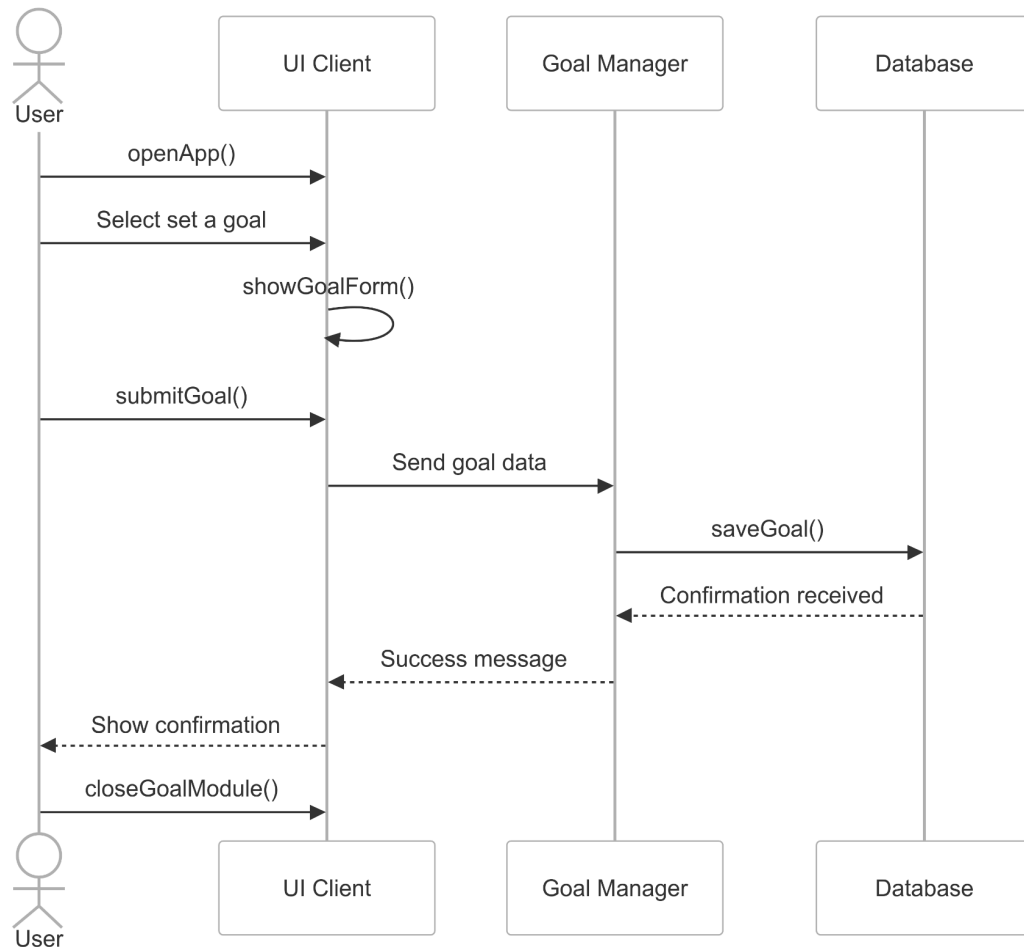 User
UI Client
Goal Manager
Database
openApp()
Select set a goal
showGoalForm()
submitGoal()
Send goal data
saveGoal()
Confirmation received
Success message
Show confirmation
closeGoalModule()
User
UI Client
Goal Manager
Database